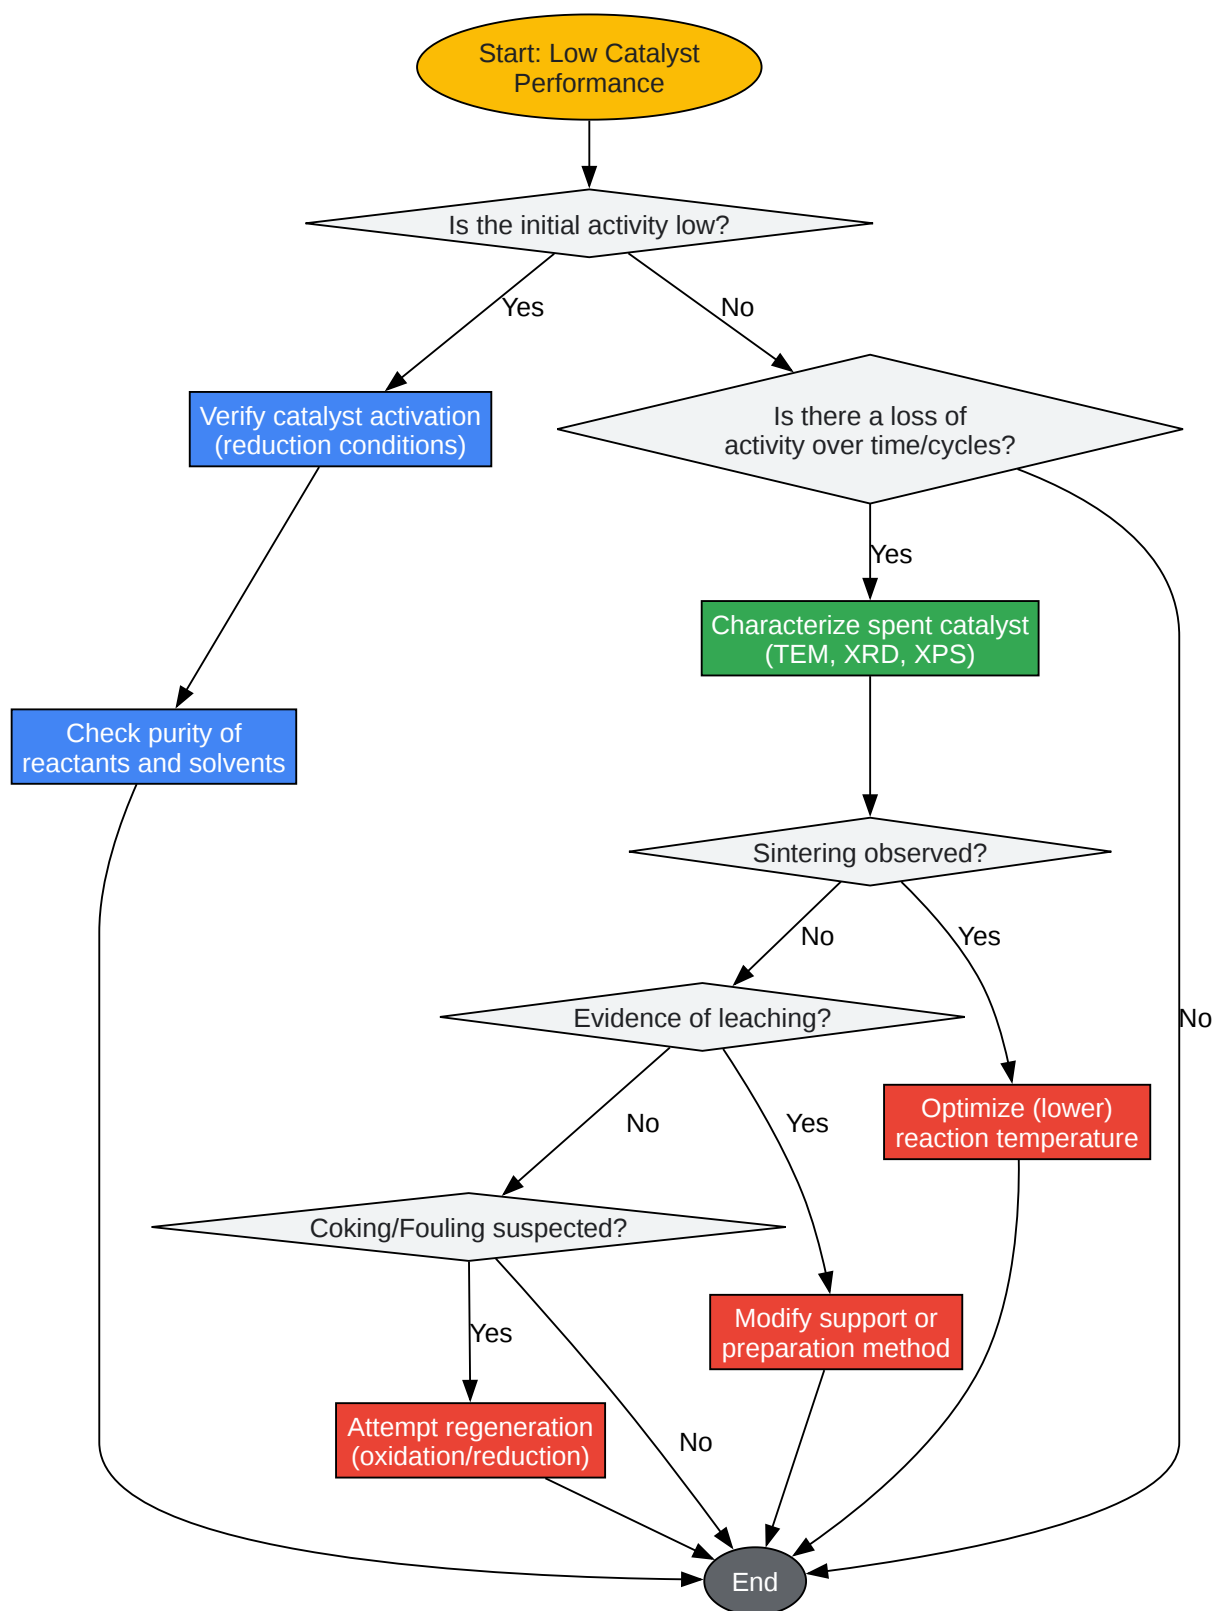 Start: Low Catalyst
Performance
Is the initial activity low?
Yes
No
Verify catalyst activation
(reduction conditions)
Is there a loss of
activity over time/cycles?
Yes
Characterize spent catalyst
(TEM, XRD, XPS)
Check purity of
reactants and solvents
Sintering observed?
No
Yes
Evidence of leaching?
No
Optimize (lower)
reaction temperature
No
Yes
Coking/Fouling suspected?
Modify support or
preparation method
Yes
Attempt regeneration
(oxidation/reduction)
No
End